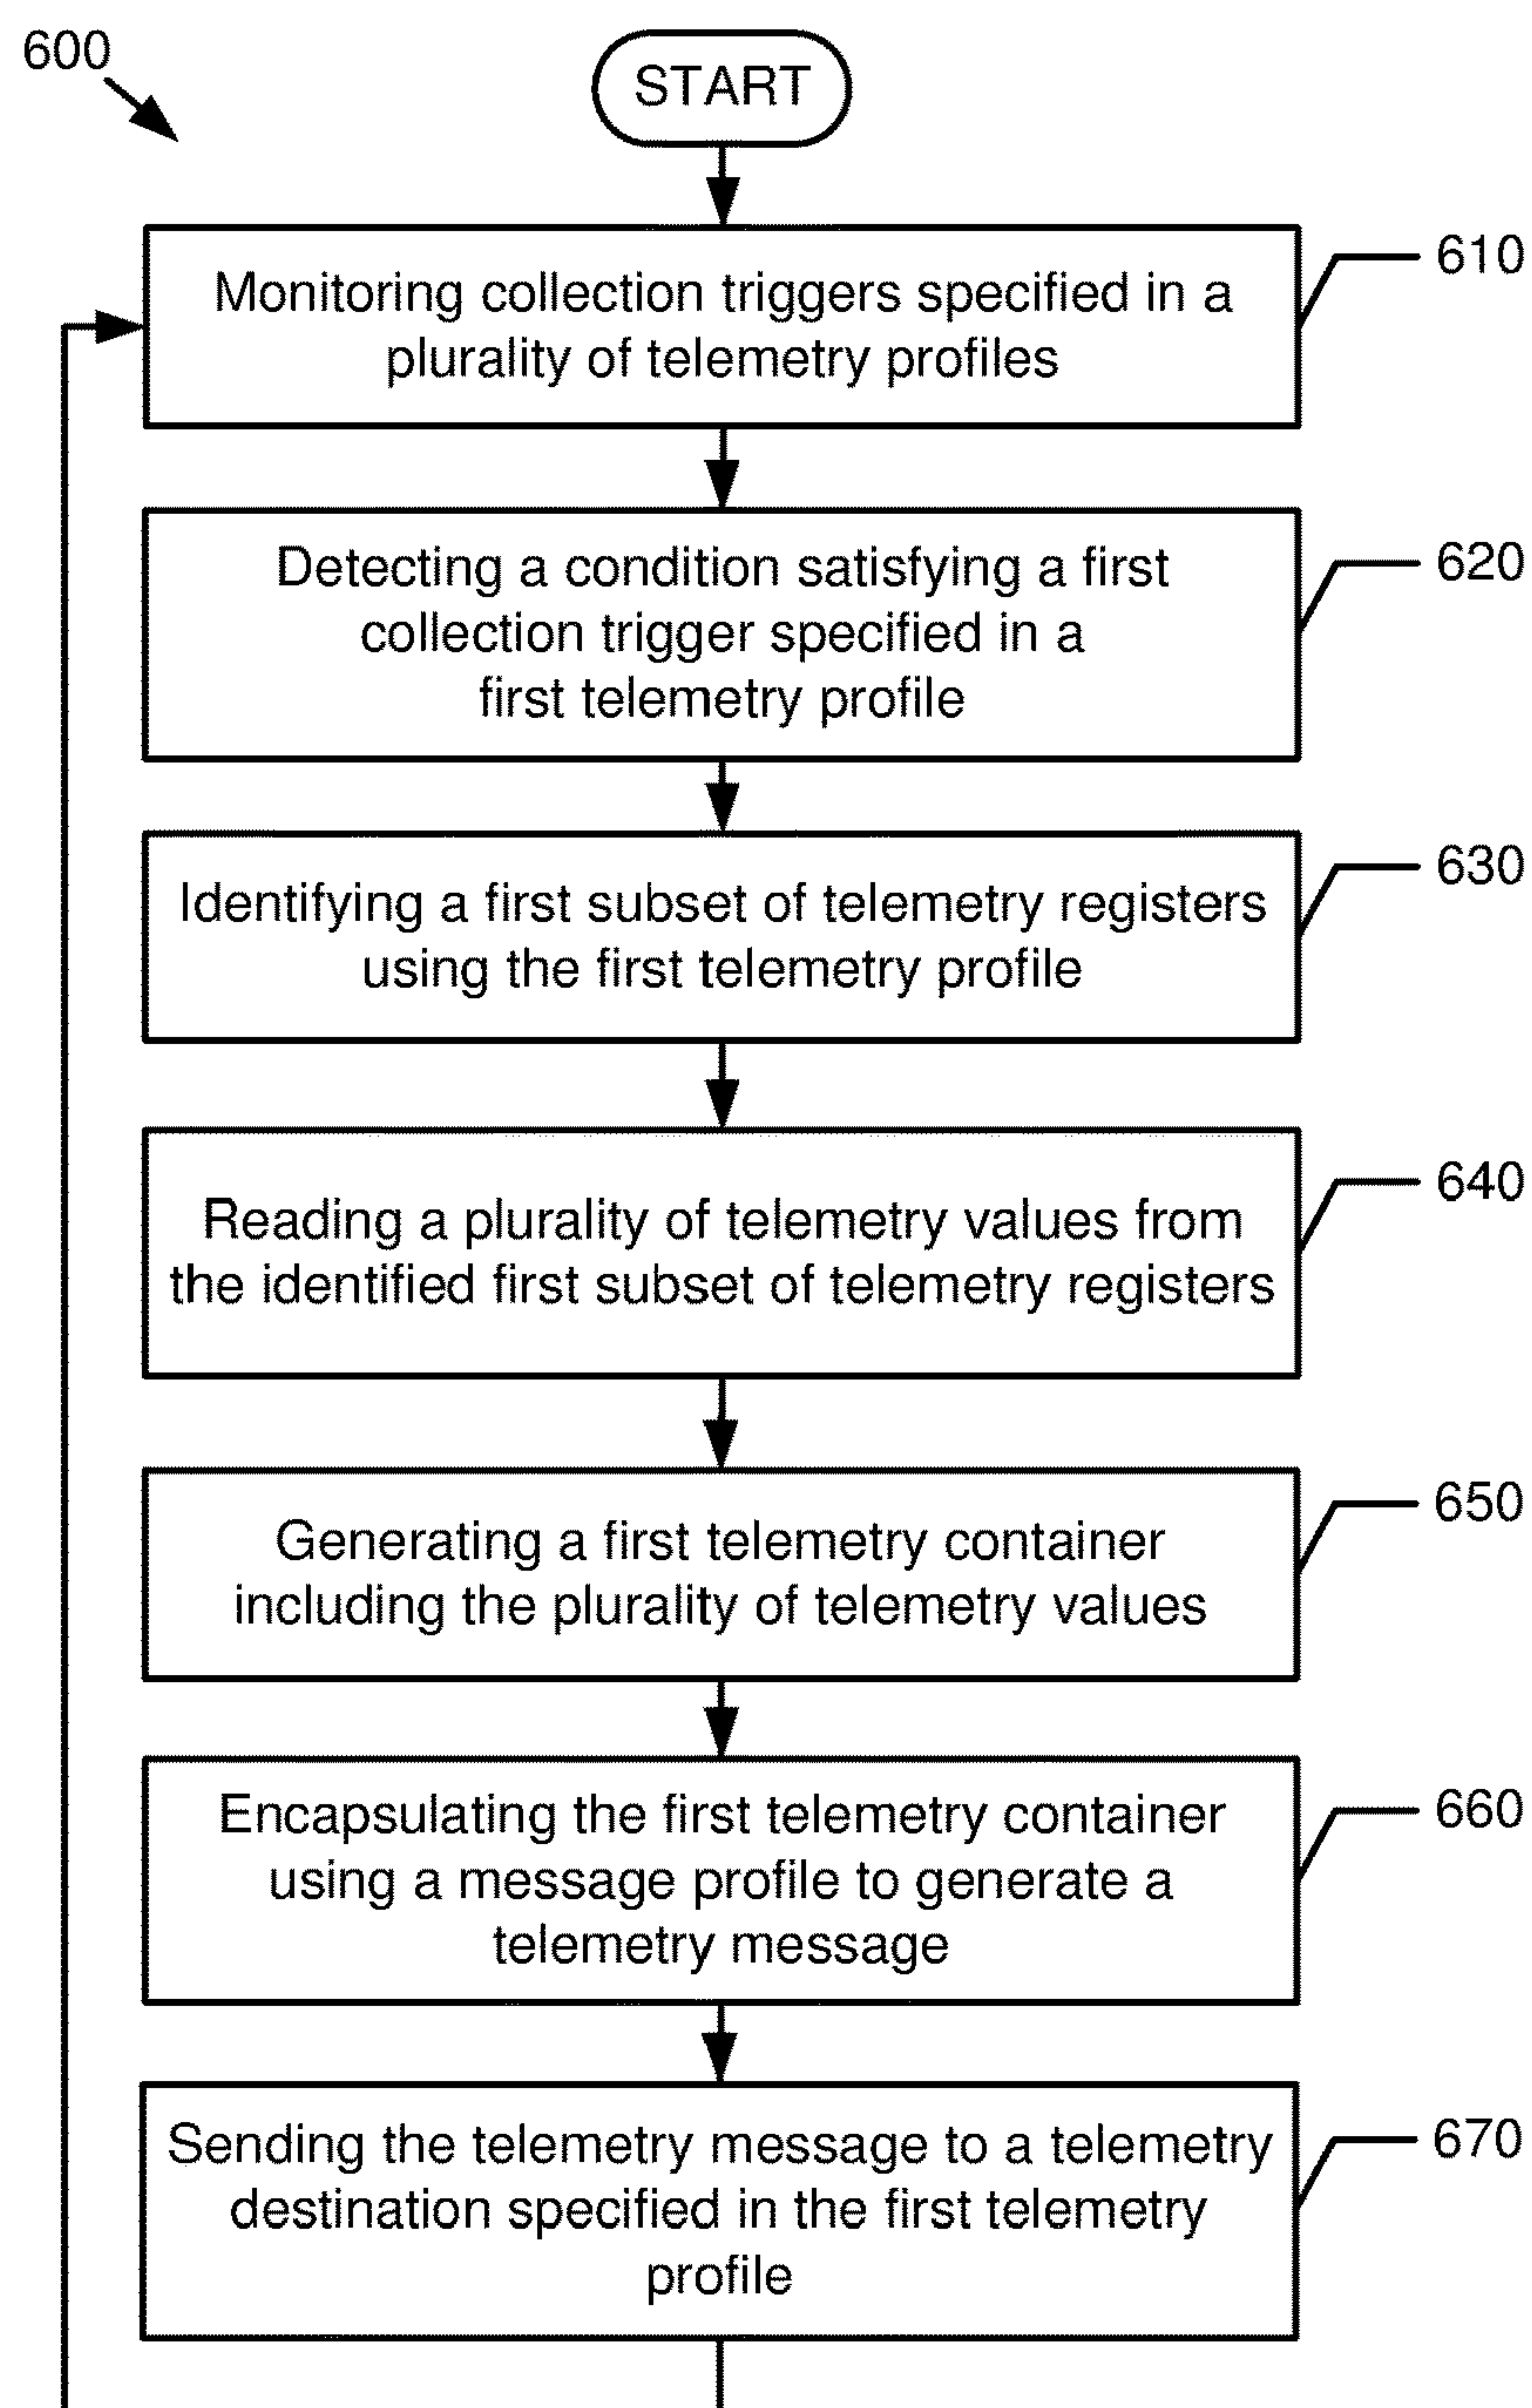 600
START
610
Monitoring collection triggers specified in a
plurality of telemetry profiles
620
Detecting a condition satisfying a first
collection trigger specified in a
first telemetry profile
630
Identifying a first subset of telemetry registers
using the first telemetry profile
640
Reading a plurality of telemetry values from
the identified first subset of telemetry registers
650
Generating a first telemetry container
including the plurality of telemetry values
660
Encapsulating the first telemetry container
using a message profile to generate a
telemetry message
670
Sending the telemetry message to a telemetry
destination specified in the first telemetry
profile